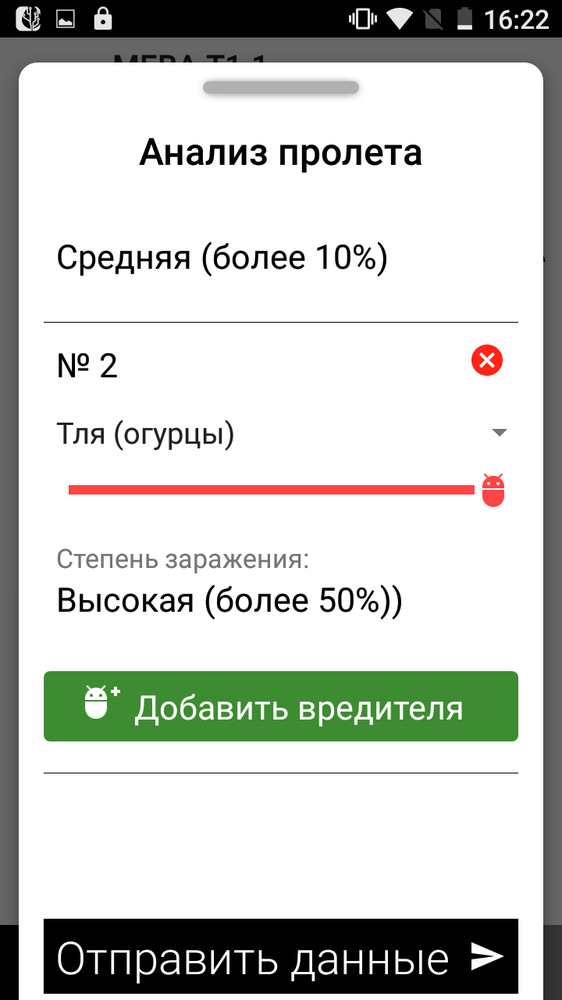 16:22
Анализ пролета
Средняя (более 10%)
№ 2
Тля (огурцы)
Степень заражения:
Высокая (более 50%))
Добавить вредителя
Отправить данные